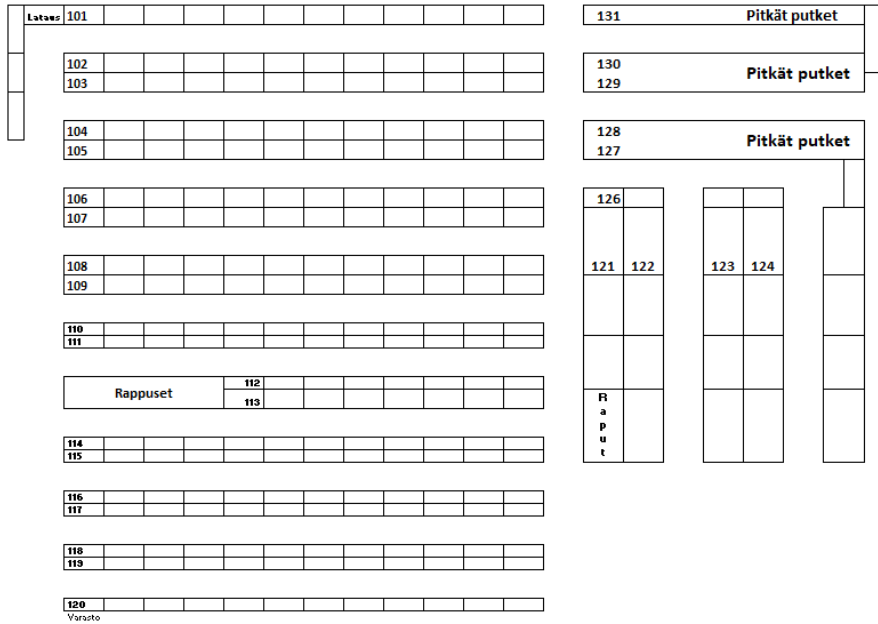 Lataus 101
131 Pitkät putket
102
103
130
129 Pitkät putket
104
105
128
127 Pitkät putket
106
107
126
108
109
121 122 123 124
110
111
Rappuset
112
113
Raput
114
115
116
117
118
119
120
Varasto